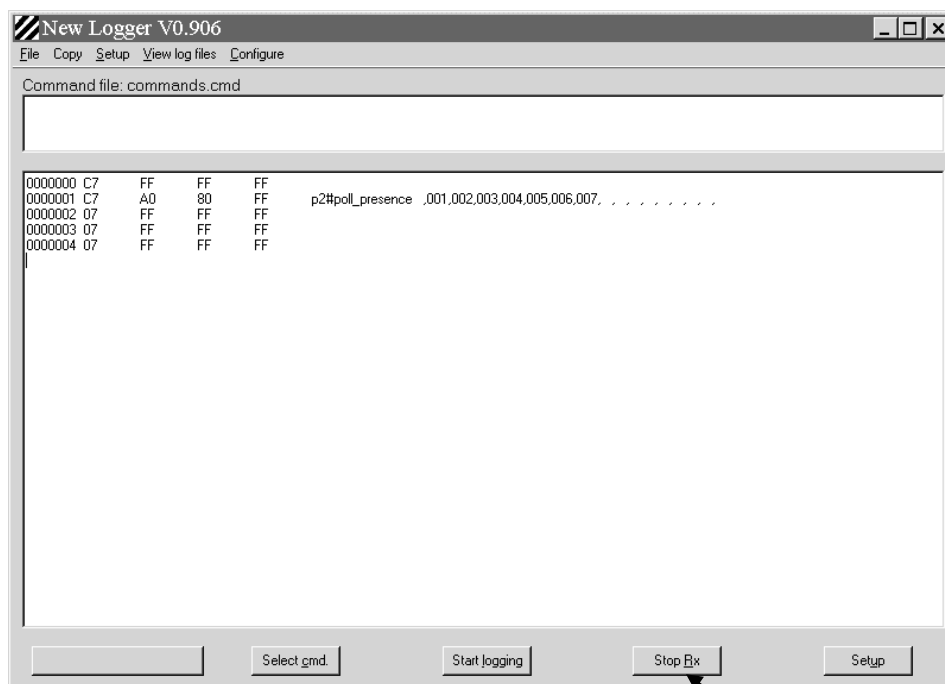 New Logger V0.906
File Copy Setup View log files Configure
Command file: commands.cmd
0000000 C7 FF FF FF
0000001 C7 A0 80 FF p2#poll_presence ,001,002,003,004,005,006,007, , , , , , , , ,
0000002 07 FF FF FF
0000003 07 FF FF FF
0000004 07 FF FF FF
Select cmd. Start logging Stop Rx Setup